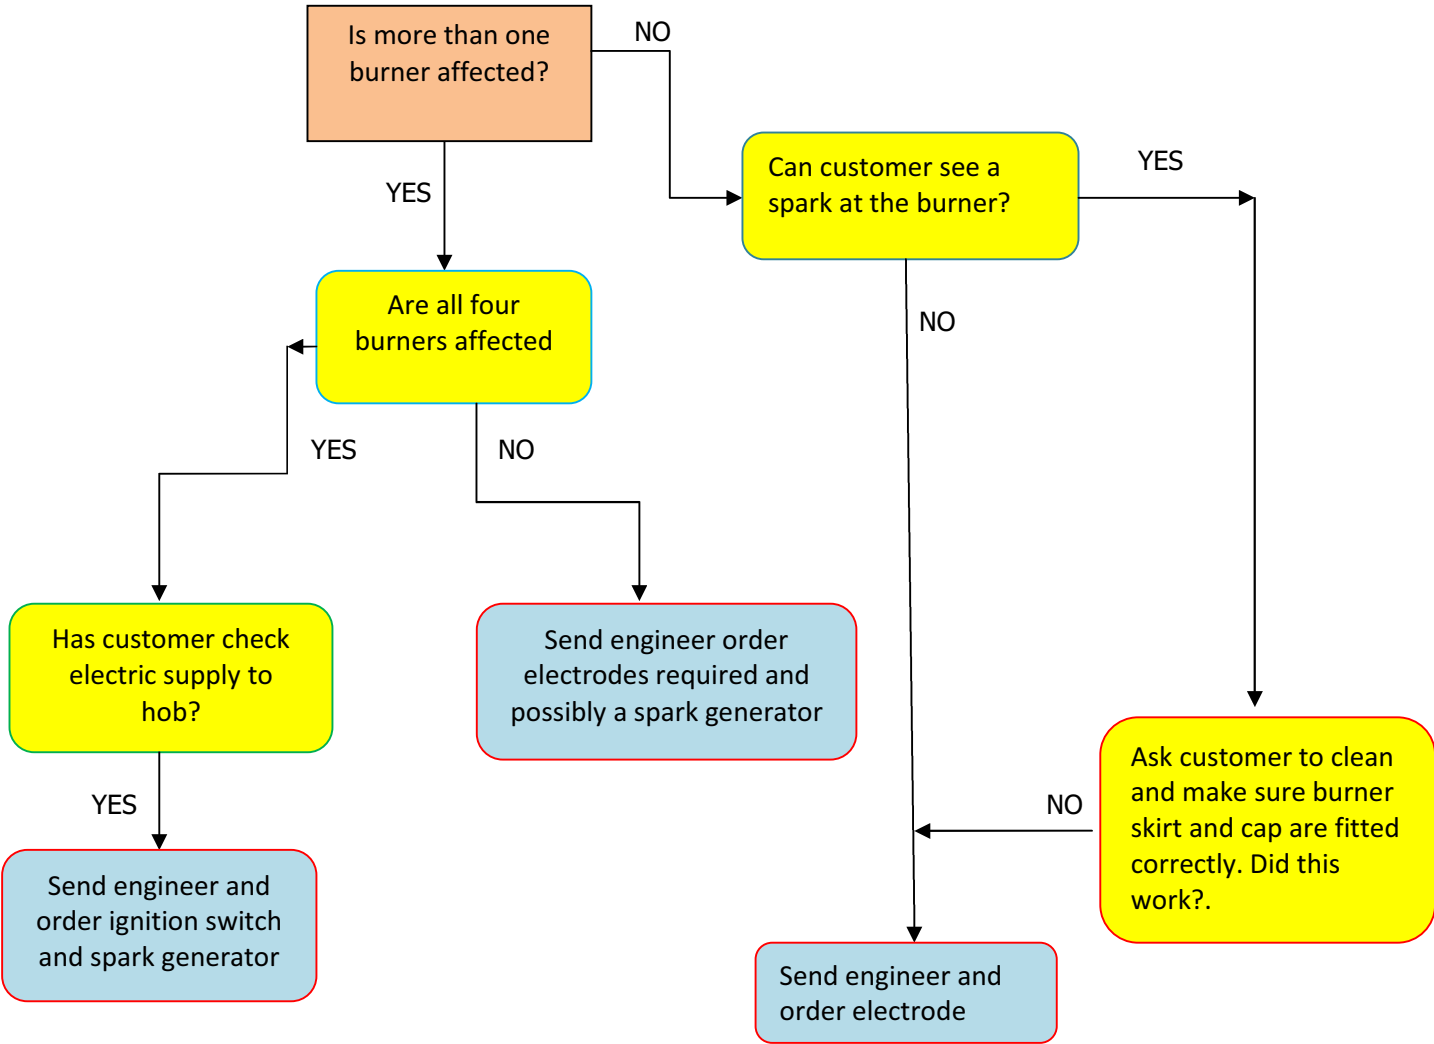 Is more than one
burner affected?
NO
Can customer see a
spark at the burner?
YES
YES
Are all four
burners affected
NO
YES
NO
Has customer check
electric supply to
hob?
Send engineer order
electrodes required and
possibly a spark generator
Ask customer to clean
and make sure burner
skirt and cap are fitted
correctly. Did this
work?.
YES
NO
Send engineer and
order ignition switch
and spark generator
Send engineer and
order electrode